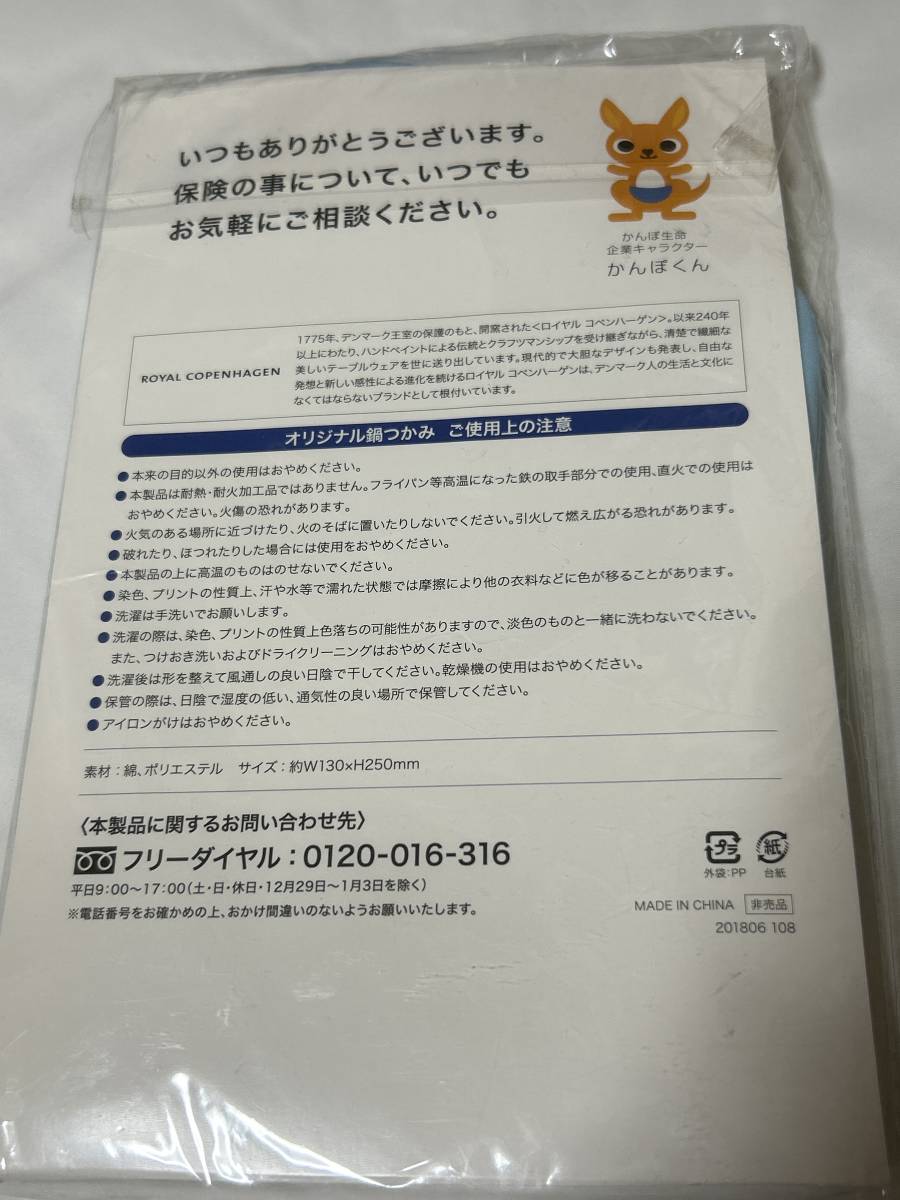 いつもありがとうございます。
保険の事について、いつでも
お気軽にご相談ください。
かんぽ生命
企業キャラクター
かんぽくん
ROYAL COPENHAGEN
1775年、デンマーク王室の保護のもと、開窯された<ロイヤル コペンハーゲン>。以来240年
以上にわたり、ハンドペイントによる伝統とクラフツマンシップを受け継ぎながら、清楚で繊細な
美しいテーブルウェアを世に送り出しています。現代的で大胆なデザインも発表し、自由な
発想と新しい感性による進化を続けるロイヤル コペンハーゲンは、デンマーク人の生活と文化に
なくてはならないブランドとして根付いています。
オリジナル鍋つかみ ご使用上の注意
●本来の目的以外の使用はおやめください。
●本製品は耐熱・耐火加工品ではありません。フライパン等高温になった鉄の取手部分での使用、直火での使用は
おやめください。火傷の恐れがあります。
●火気のある場所に近づけたり、火のそばに置いたりしないでください。引火して燃え広がる恐れがあります。
●破れたり、ほつれたりした場合には使用をおやめください。
●本製品の上に高温のものはのせないでください。
●染色、プリントの性質上、汗や水等で濡れた状態では摩擦により他の衣料などに色が移ることがあります。
●洗濯は手洗いでお願いします。
●洗濯の際は、染色、プリントの性質上色落ちの可能性がありますので、淡色のものと一緒に洗わないでください。
また、つけおき洗いおよびドライクリーニングはおやめください。
●洗濯後は形を整えて風通しの良い日陰で干してください。乾燥機の使用はおやめください。
●保管の際は、日陰で湿度の低い、通気性の良い場所で保管してください。
●アイロンがけはおやめください。
素材：綿、ポリエステル サイズ：約W130×H250mm
〈本製品に関するお問い合わせ先〉
フリーダイヤル：0120-016-316
平日9:00〜17:00（土・日・休日・12月29日〜1月3日を除く）
※電話番号をお確かめの上、おかけ間違いのないようお願いいたします。
プラ 紙
外袋：PP 台紙
MADE IN CHINA 非売品
201806 108